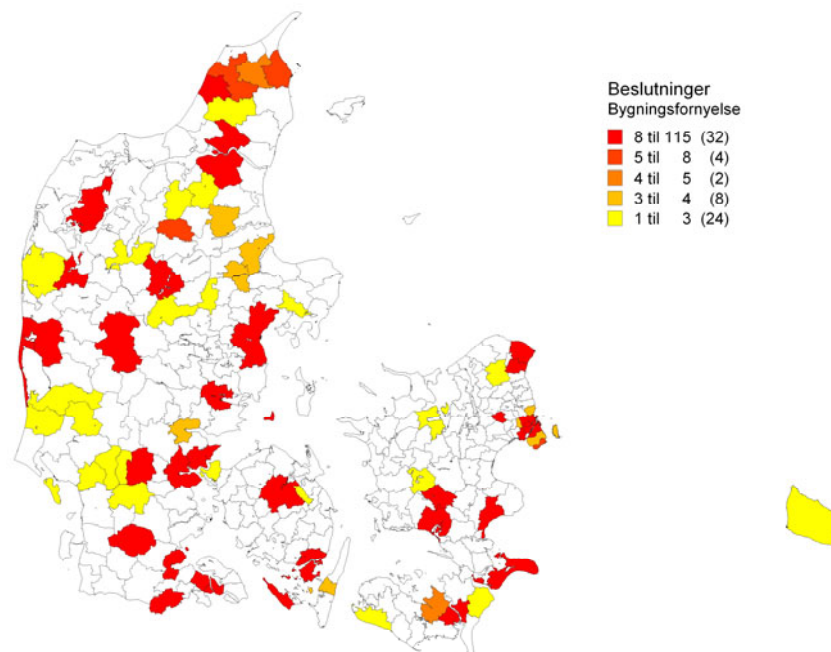 Beslutninger
Bygningsfornyelse
8 til 115 (32)
5 til 8 (4)
4 til 5 (2)
3 til 4 (8)
1 til 3 (24)